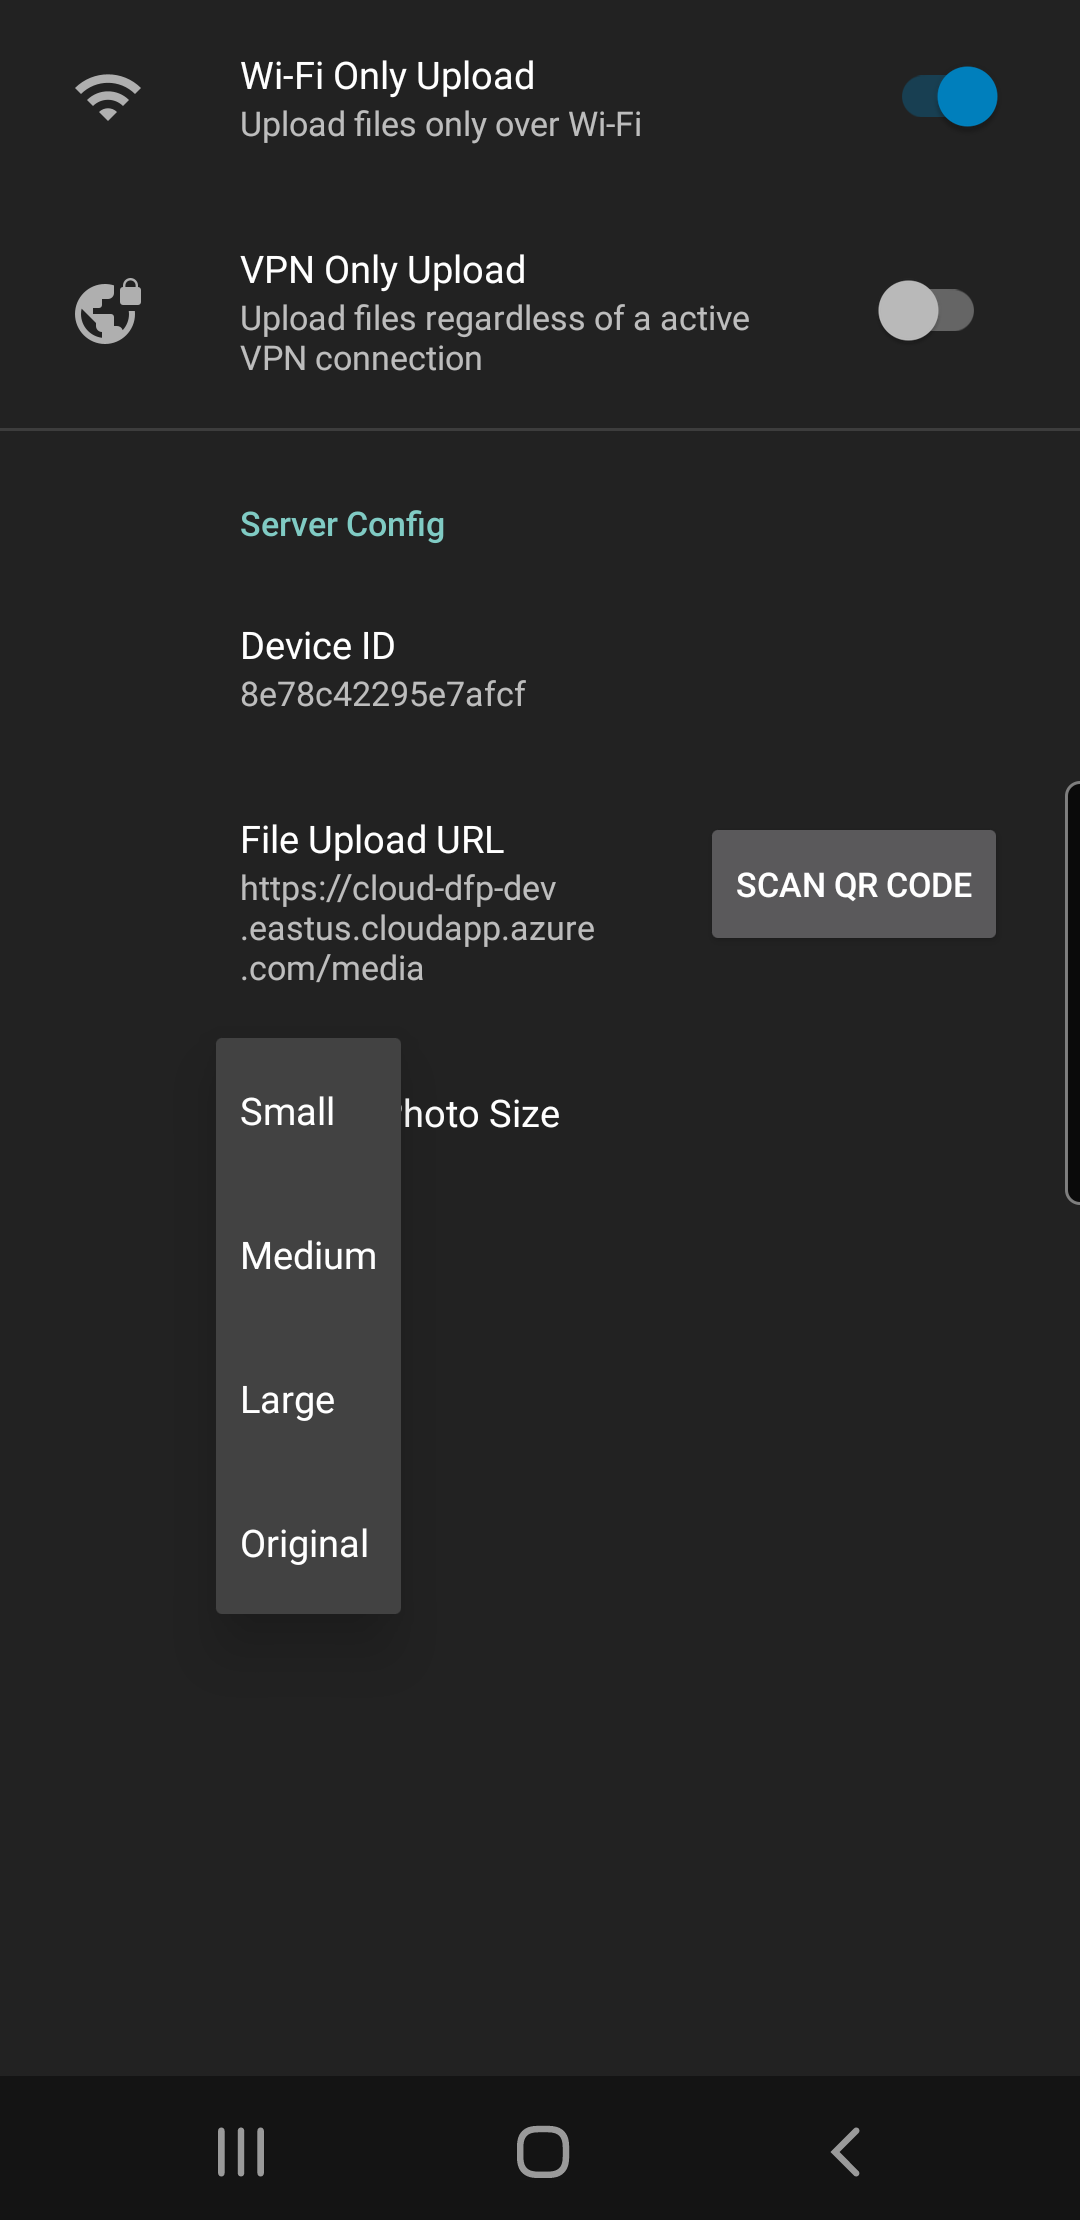 Wi-Fi Only Upload
Upload files only over Wi-Fi
VPN Only Upload
Upload files regardless of a active
VPN connection
Server Config
Device ID
8e78c42295e7afcf
File Upload URL
https://cloud-dfp-dev
.eastus.cloudapp.azure
.com/media
SCAN QR CODE
Small
hoto Size
Medium
Large
Original